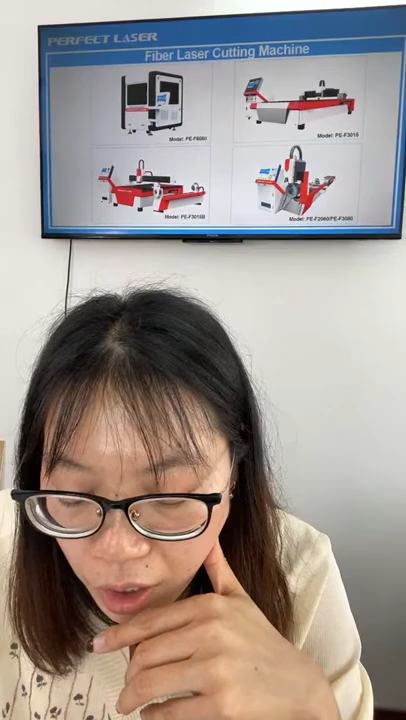 PERFECT LASER
Fiber Laser Cutting Machine
Model: PE-F6060
Model: PE-F3015
Model: PE-F3015B
Model: PE-F2060/PE-F3080